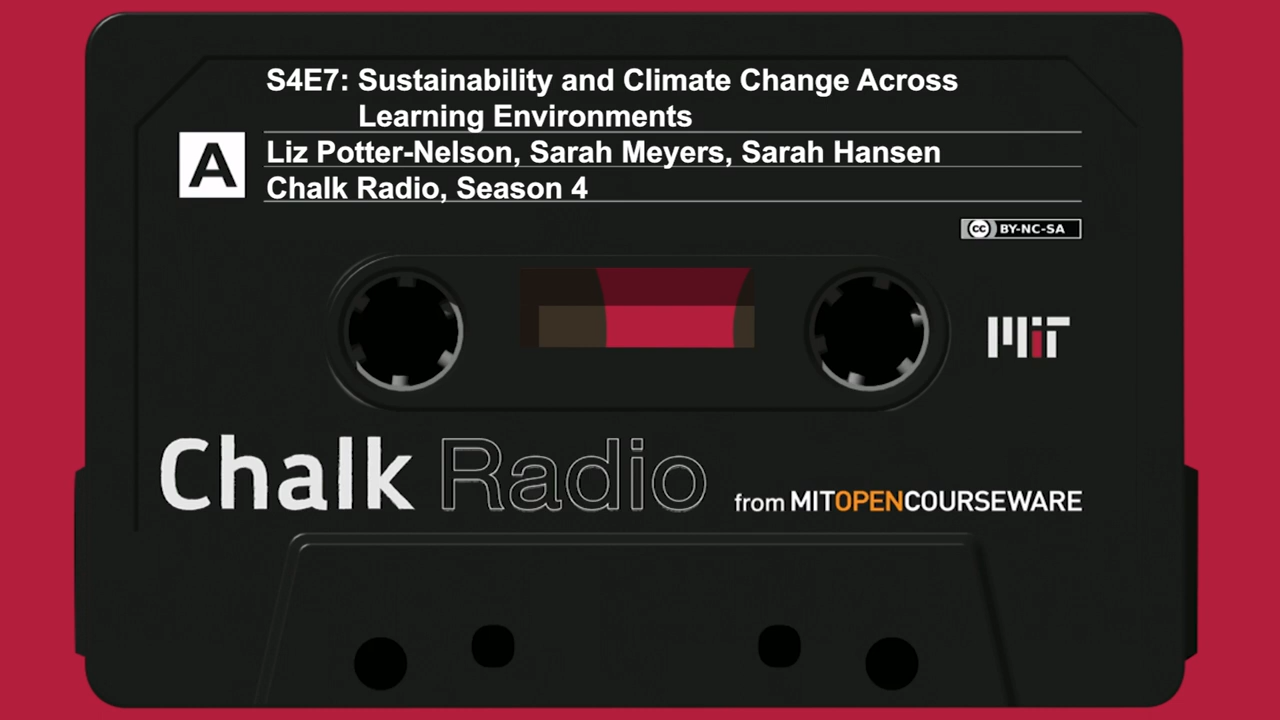 S4E7: Sustainability and Climate Change Across
Learning Environments
A
Liz Potter-Nelson, Sarah Meyers, Sarah Hansen
Chalk Radio, Season 4
cc BY-NC-SA
MIT
Chalk Radio
from MITOPENCOURSEWARE